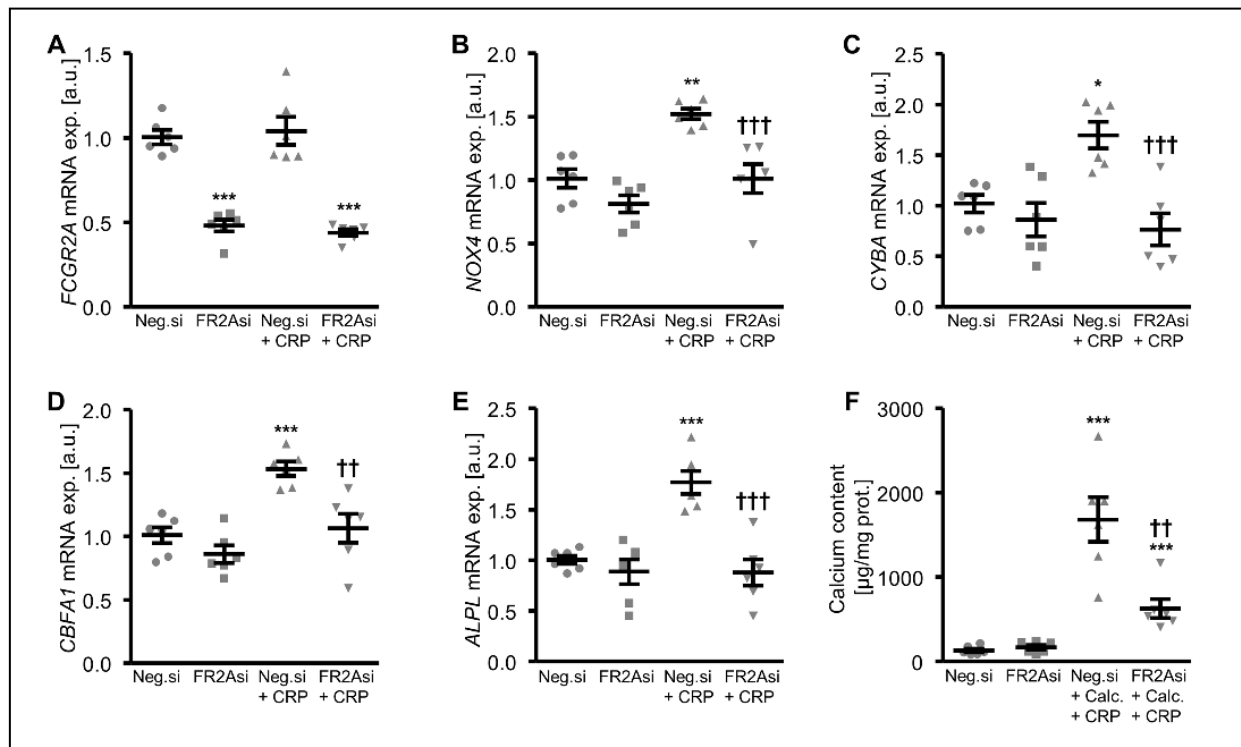 A
FCGR2A mRNA exp. [a.u.]
1.5
1.0
0.5
0.0
***
***
Neg.si
FR2Asi
Neg.si
+ CRP
FR2Asi
+ CRP
B
NOX4 mRNA exp. [a.u.]
2.0
1.5
1.0
0.5
0.0
**
†††
Neg.si
FR2Asi
Neg.si
+ CRP
FR2Asi
+ CRP
C
CYBA mRNA exp. [a.u.]
2.5
2.0
1.5
1.0
0.5
0.0
*
†††
Neg.si
FR2Asi
Neg.si
+ CRP
FR2Asi
+ CRP
D
CBFA1 mRNA exp. [a.u.]
2.0
1.5
1.0
0.5
0.0
***
††
Neg.si
FR2Asi
Neg.si
+ CRP
FR2Asi
+ CRP
E
ALPL mRNA exp. [a.u.]
2.5
2.0
1.5
1.0
0.5
0.0
***
†††
Neg.si
FR2Asi
Neg.si
+ CRP
FR2Asi
+ CRP
F
Calcium content
[µg/mg prot.]
3000
2000
1000
0
***
††
***
Neg.si
FR2Asi
Neg.si
+ Calc.
+ CRP
FR2Asi
+ Calc.
+ CRP